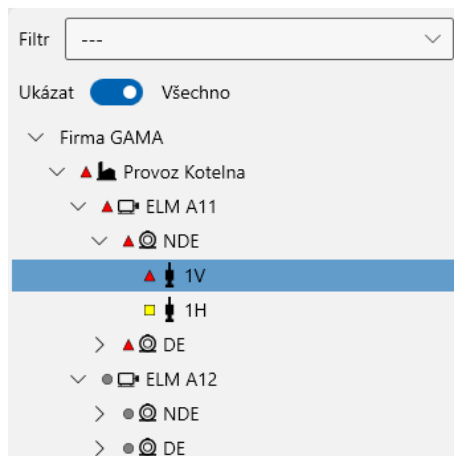 Filtr ---
Ukázat Všechno
Firma GAMA
Provoz Kotelna
ELM A11
NDE
1V
1H
DE
ELM A12
NDE
DE